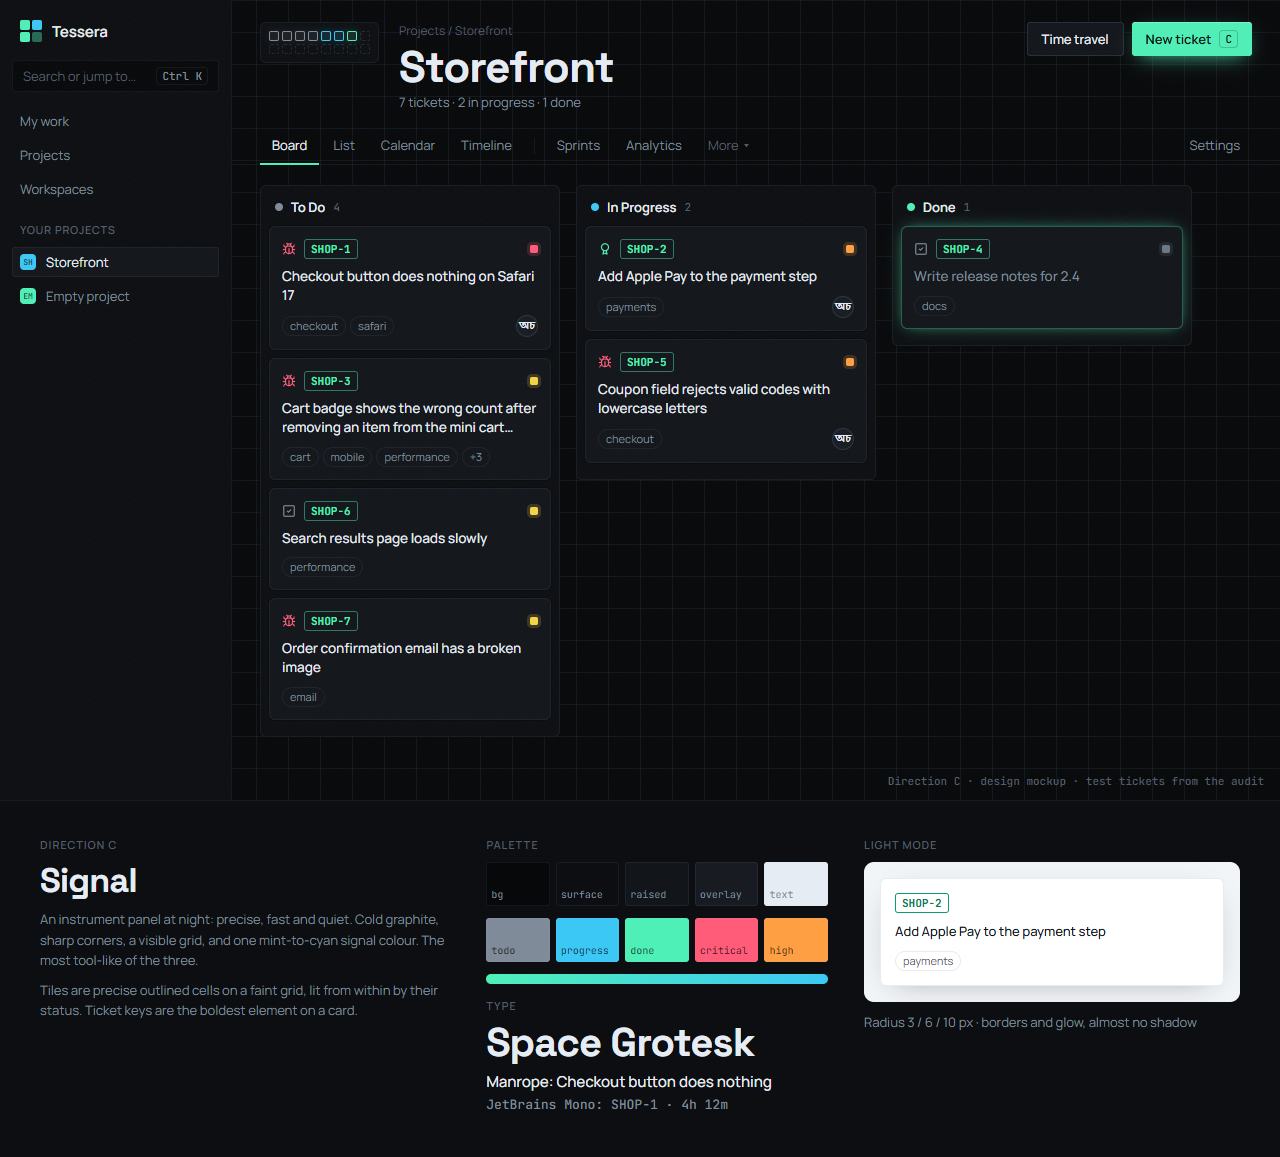 Tessera
Search or jump to... Ctrl K
My work
Projects
Workspaces
YOUR PROJECTS
SH Storefront
EM Empty project
Projects / Storefront
Storefront
7 tickets · 2 in progress · 1 done
Time travel
New ticket C
Board List Calendar Timeline Sprints Analytics More Settings
To Do 4
SHOP-1
Checkout button does nothing on Safari
17
checkout safari
SHOP-3
Cart badge shows the wrong count after
removing an item from the mini cart...
cart mobile performance +3
SHOP-6
Search results page loads slowly
performance
SHOP-7
Order confirmation email has a broken
image
email
In Progress 2
SHOP-2
Add Apple Pay to the payment step
payments
SHOP-5
Coupon field rejects valid codes with
lowercase letters
checkout
Done 1
SHOP-4
Write release notes for 2.4
docs
Direction C · design mockup · test tickets from the audit
DIRECTION C
Signal
An instrument panel at night: precise, fast and quiet. Cold graphite,
sharp corners, a visible grid, and one mint-to-cyan signal colour. The
most tool-like of the three.
Tiles are precise outlined cells on a faint grid, lit from within by their
status. Ticket keys are the boldest element on a card.
PALETTE
bg surface raised overlay text
todo progress done critical high
TYPE
Space Grotesk
Manrope: Checkout button does nothing
JetBrains Mono: SHOP-1 · 4h 12m
LIGHT MODE
SHOP-2
Add Apple Pay to the payment step
payments
Radius 3 / 6 / 10 px · borders and glow, almost no shadow